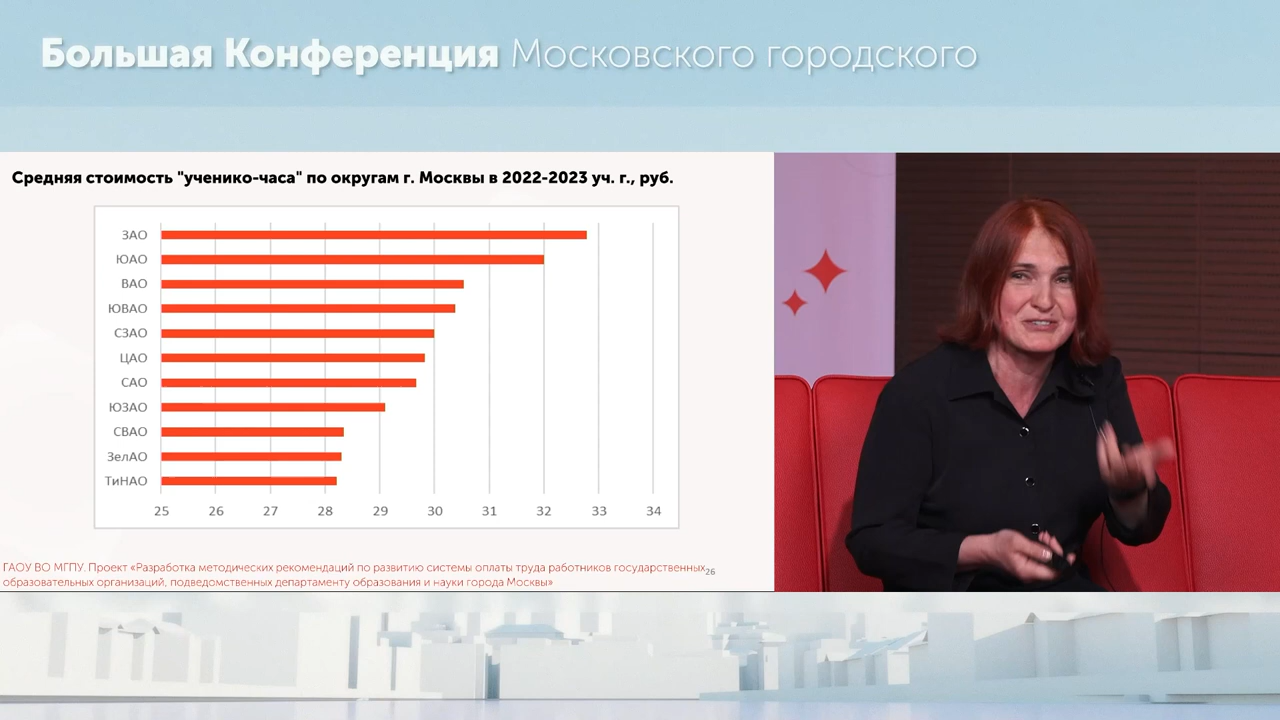 Большая Конференция Московского городского
Средняя стоимость "ученико-часа" по округам г. Москвы в 2022-2023 уч. г., руб.
ЗАО
ЮАО
ВАО
ЮВАО
СЗАО
ЦАО
САО
ЮЗАО
СВАО
ЗелАО
ТиНАО
25 26 27 28 29 30 31 32 33 34
ГАОУ ВО МГПУ. Проект «Разработка методических рекомендаций по развитию системы оплаты труда работников государственных
образовательных организаций, подведомственных департаменту образования и науки города Москвы»
26